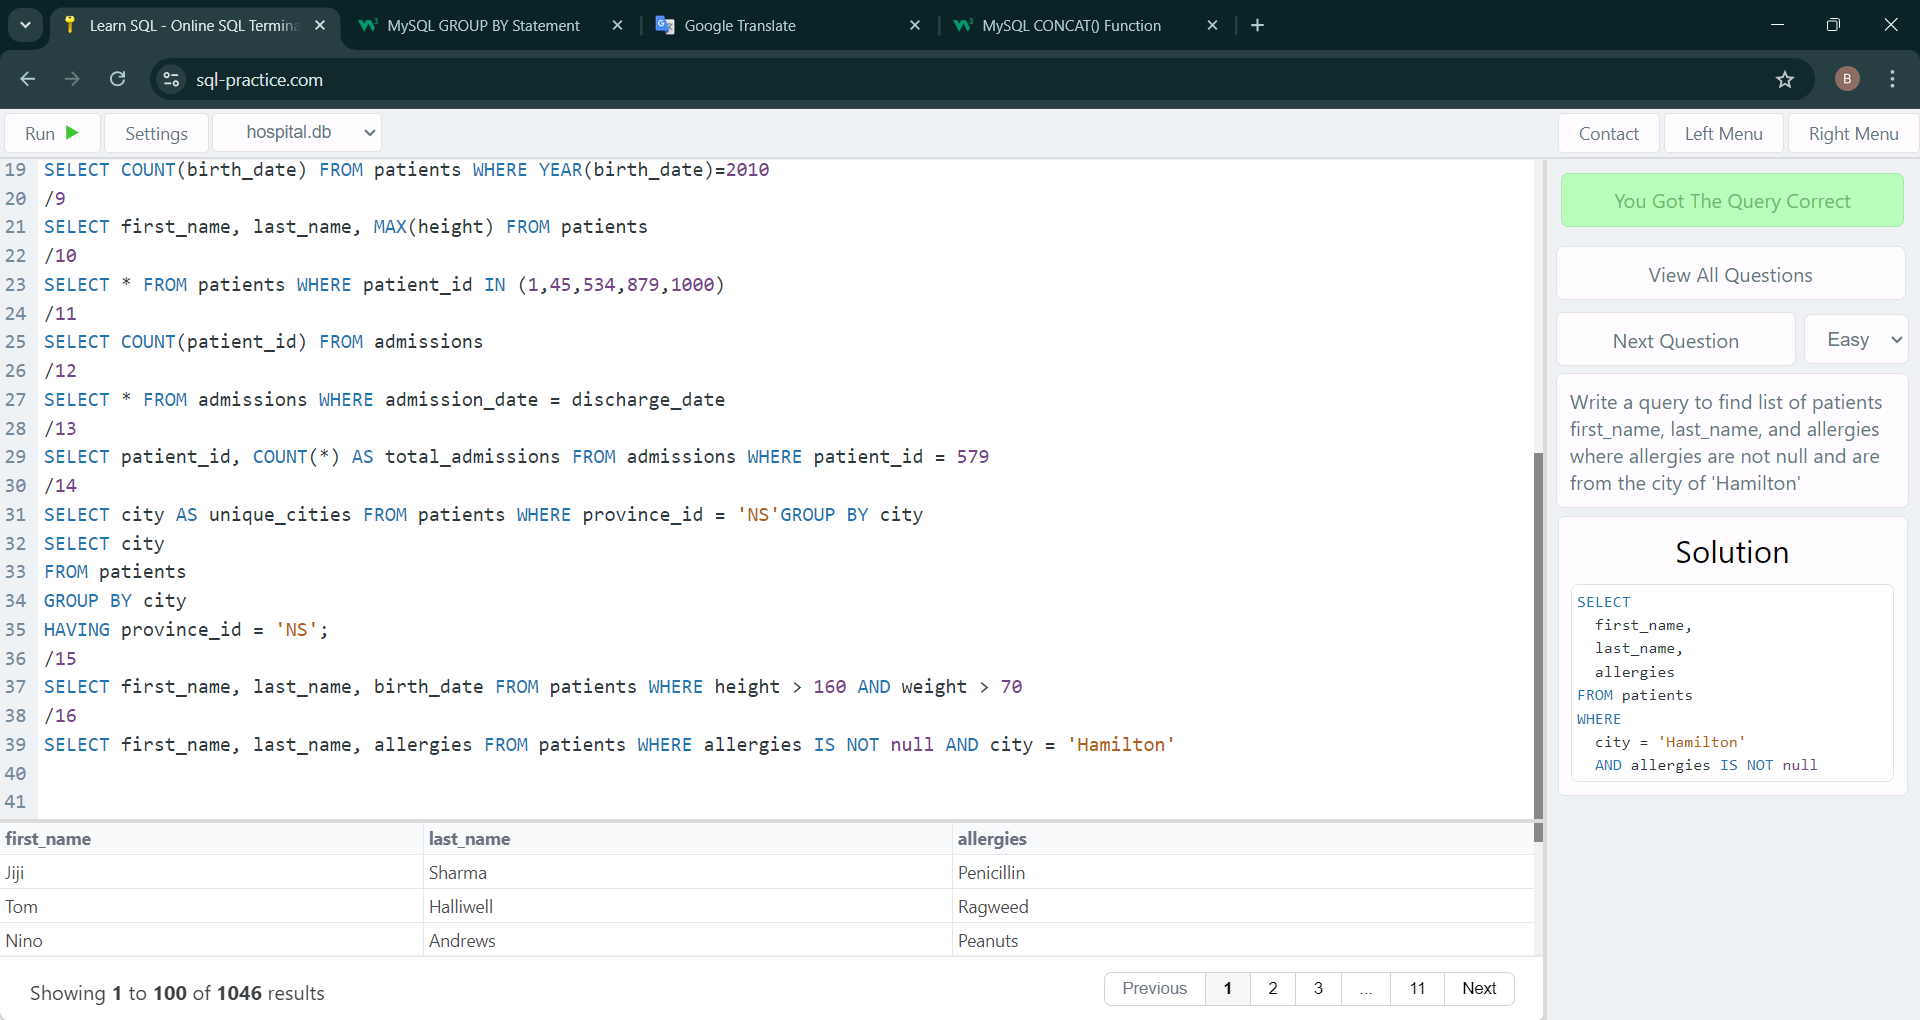 Learn SQL - Online SQL Termina
MySQL GROUP BY Statement
Google Translate
MySQL CONCAT() Function
sql-practice.com
B
Run
Settings
hospital.db
Contact
Left Menu
Right Menu
19 SELECT COUNT(birth_date) FROM patients WHERE YEAR(birth_date)=2010
20 /9
21 SELECT first_name, last_name, MAX(height) FROM patients
22 /10
23 SELECT * FROM patients WHERE patient_id IN (1,45,534,879,1000)
24 /11
25 SELECT COUNT(patient_id) FROM admissions
26 /12
27 SELECT * FROM admissions WHERE admission_date = discharge_date
28 /13
29 SELECT patient_id, COUNT(*) AS total_admissions FROM admissions WHERE patient_id = 579
30 /14
31 SELECT city AS unique_cities FROM patients WHERE province_id = 'NS'GROUP BY city
32 SELECT city
33 FROM patients
34 GROUP BY city
35 HAVING province_id = 'NS';
36 /15
37 SELECT first_name, last_name, birth_date FROM patients WHERE height > 160 AND weight > 70
38 /16
39 SELECT first_name, last_name, allergies FROM patients WHERE allergies IS NOT null AND city = 'Hamilton'
40
41
first_name last_name allergies
Jiji Sharma Penicillin
Tom Halliwell Ragweed
Nino Andrews Peanuts
Showing 1 to 100 of 1046 results
Previous 1 2 3 ... 11 Next
You Got The Query Correct
View All Questions
Next Question
Easy
Write a query to find list of patients
first_name, last_name, and allergies
where allergies are not null and are
from the city of 'Hamilton'
Solution
SELECT
first_name,
last_name,
allergies
FROM patients
WHERE
city = 'Hamilton'
AND allergies IS NOT null